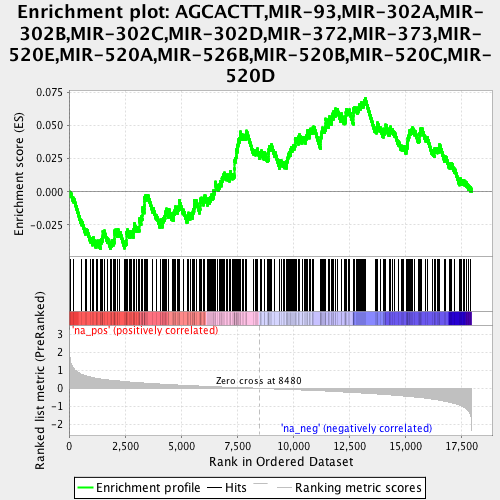 Enrichment plot: AGCACTT,MIR-93,MIR-302A,MIR-
302B,MIR-302C,MIR-302D,MIR-372,MIR-373,MIR-
520E,MIR-520A,MIR-526B,MIR-520B,MIR-520C,MIR-
520D
Enrichment score (ES)
0.075
0.050
0.025
0.000
-0.025
Ranked list metric (PreRanked)
'na_pos' (positively correlated)
3
2
1
0
-1
-2
Zero cross at 8480
'na_neg' (negatively correlated)
0
2,500
5,000
7,500
10,000
12,500
15,000
17,500
Rank in Ordered Dataset
Enrichment profile
Hits
Ranking metric scores